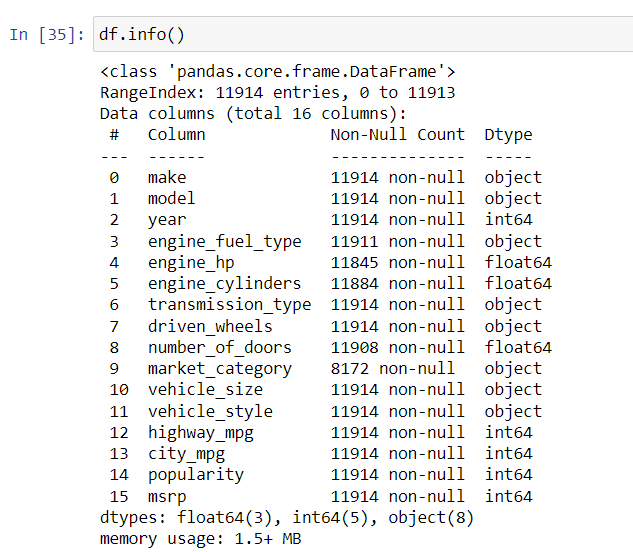 In [35]: df.info()
<class 'pandas.core.frame.DataFrame'>
RangeIndex: 11914 entries, 0 to 11913
Data columns (total 16 columns):
 #   Column             Non-Null Count  Dtype
---  ------             --------------  -----
 0   make               11914 non-null  object
 1   model              11914 non-null  object
 2   year               11914 non-null  int64
 3   engine_fuel_type   11911 non-null  object
 4   engine_hp          11845 non-null  float64
 5   engine_cylinders   11884 non-null  float64
 6   transmission_type  11914 non-null  object
 7   driven_wheels      11914 non-null  object
 8   number_of_doors    11908 non-null  float64
 9   market_category    8172 non-null   object
 10  vehicle_size       11914 non-null  object
 11  vehicle_style      11914 non-null  object
 12  highway_mpg        11914 non-null  int64
 13  city_mpg           11914 non-null  int64
 14  popularity         11914 non-null  int64
 15  msrp               11914 non-null  int64
dtypes: float64(3), int64(5), object(8)
memory usage: 1.5+ MB